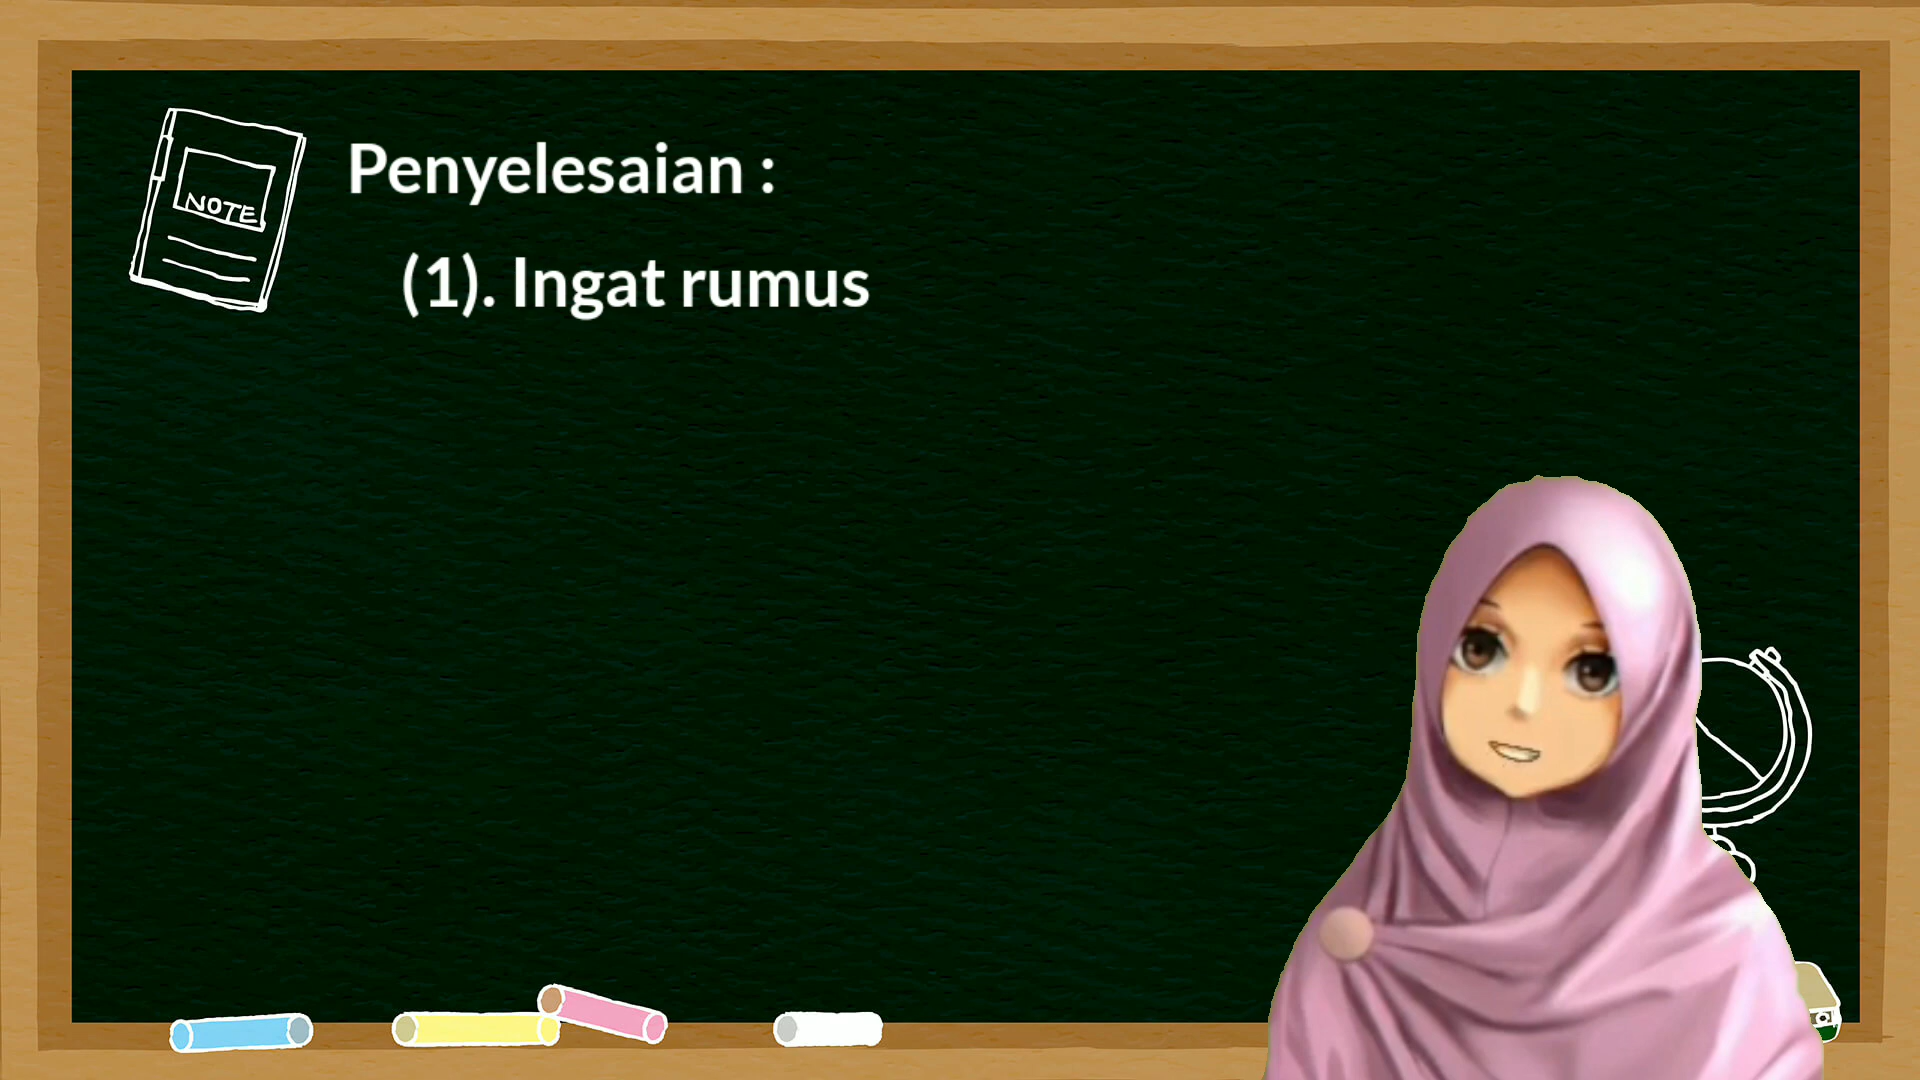 NOTE
Penyelesaian :
(1). Ingat rumus